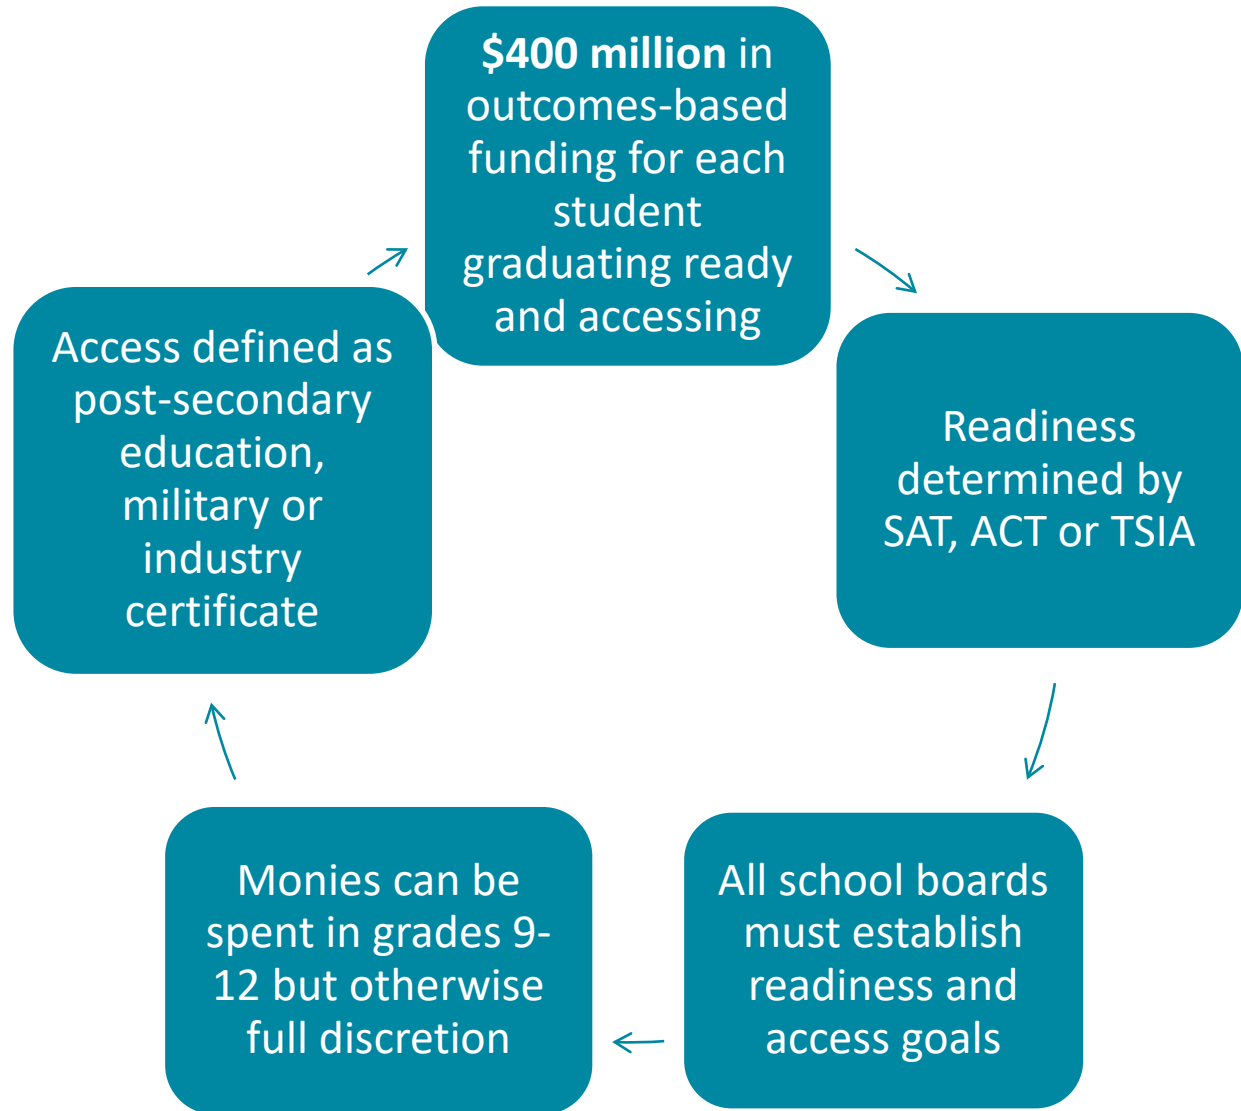 $400 million in
outcomes-based
funding for each
student
graduating ready
and accessing
Readiness
determined by
SAT, ACT or TSIA
All school boards
must establish
readiness and
access goals
Monies can be
spent in grades 9-
12 but otherwise
full discretion
Access defined as
post-secondary
education,
military or
industry
certificate